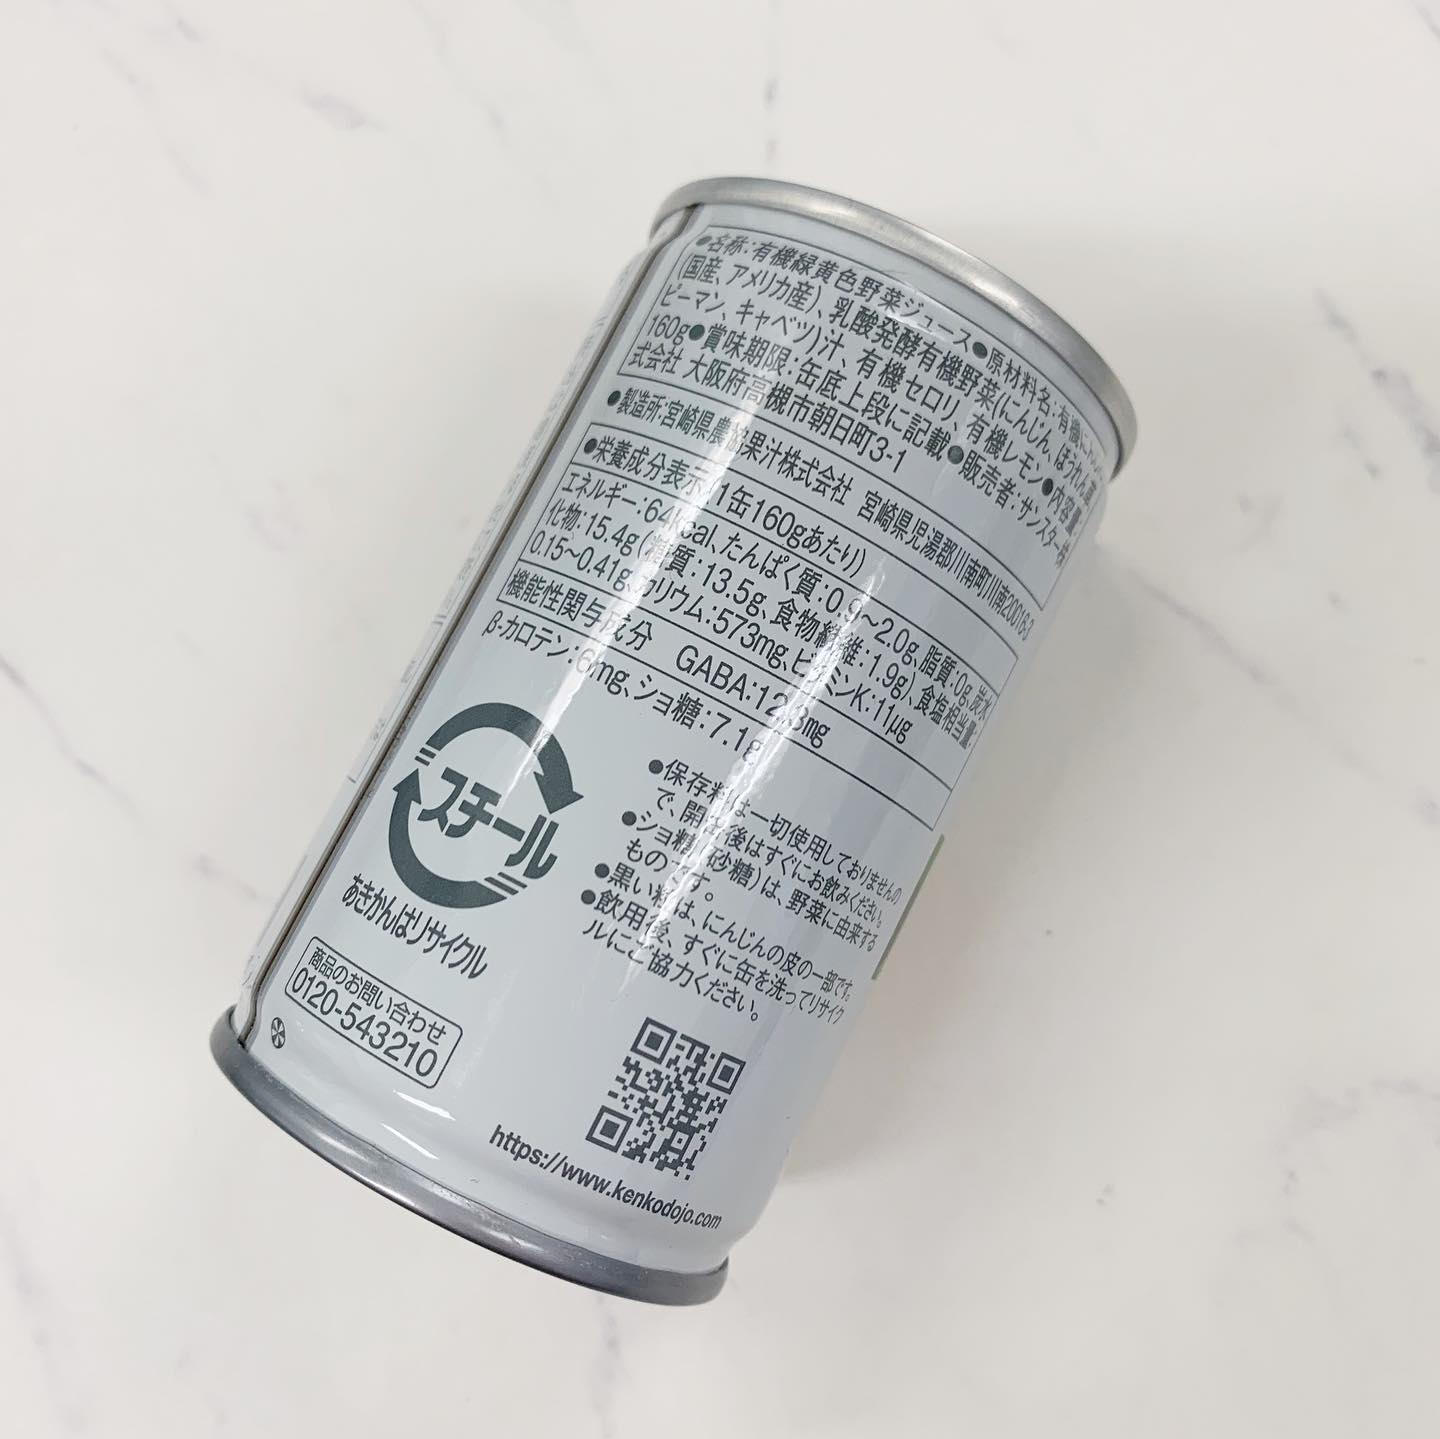 ●名称:有機緑黄色野菜ジュース●原材料名:有機にんじん
(国産、アメリカ産)、乳酸発酵有機野菜(にんじん、ほうれん草、
ピーマン、キャベツ)汁、有機セロリ、有機レモン●内容量:
160g●賞味期限:缶底上段に記載●販売者:サンスター株
式会社 大阪府高槻市朝日町3-1
●製造所:宮崎県農協果汁株式会社 宮崎県児湯郡川南町川南20016-3
●栄養成分表示(1缶160gあたり)
エネルギー:64kcal、たんぱく質:0.9~2.0g、脂質:0g、炭水
化物:15.4g(糖質:13.5g、食物繊維:1.9g)、食塩相当量:
0.15~0.41g、カリウム:573mg、ビタミンK:11μg
機能性関与成分 GABA:12.3mg
β-カロテン:6mg、ショ糖:7.1g
スチール
あきかんはリサイクル
●保存料は一切使用しておりませんの
で、開缶後はすぐにお飲みください。
●ショ糖(砂糖)は、野菜に由来する
ものです。
●黒い粒は、にんじんの皮の一部です。
●飲用後、すぐに缶を洗ってリサイク
ルにご協力ください。
商品のお問い合わせ
0120-543210
https://www.kenkodojo.com